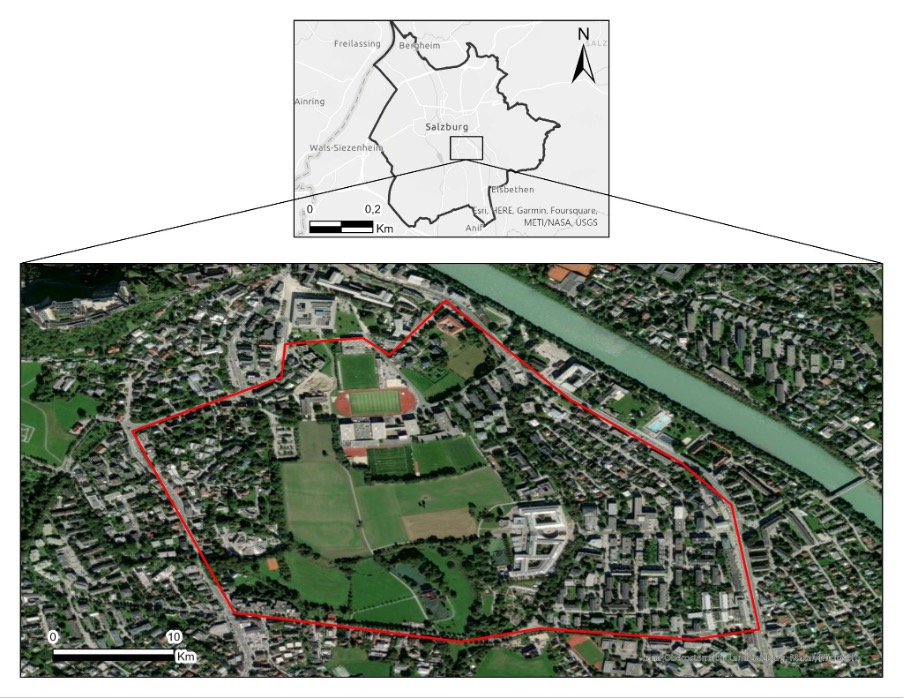 N
SALZ
Freilassing
Bergheim
Ainring
Salzburg
Wals-Siezenheim
Elsbethen
Esri, HERE, Garmin, Foursquare,
METI/NASA, USGS
Anif
0 0,2
Km
0 10
Km